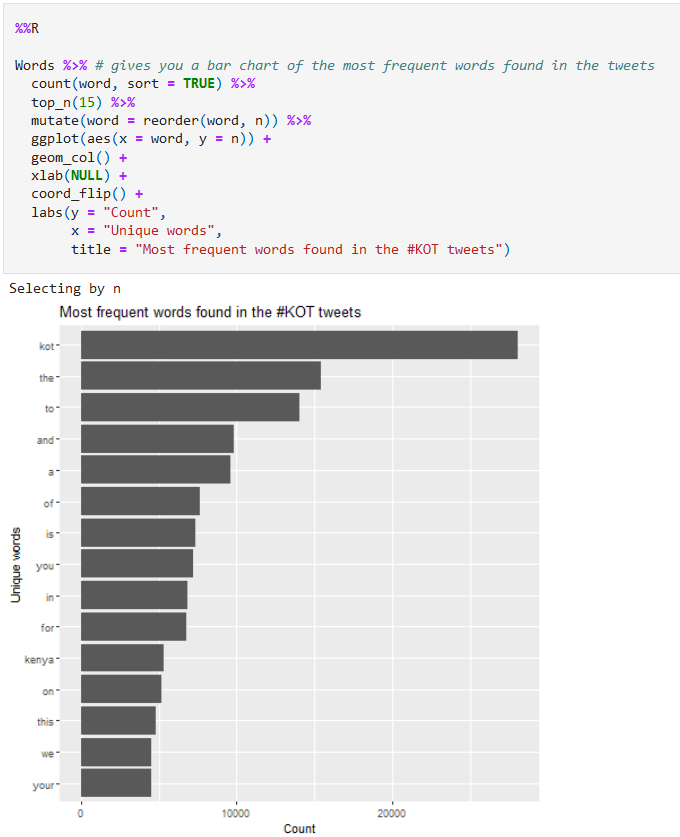 %%R
Words %>% # gives you a bar chart of the most frequent words found in the tweets
  count(word, sort = TRUE) %>%
  top_n(15) %>%
  mutate(word = reorder(word, n)) %>%
  ggplot(aes(x = word, y = n)) +
  geom_col() +
  xlab(NULL) +
  coord_flip() +
  labs(y = "Count",
       x = "Unique words",
       title = "Most frequent words found in the #KOT tweets")
Selecting by n
Most frequent words found in the #KOT tweets
kot
the
to
and
a
of
is
you
in
for
kenya
on
this
we
your
Unique words
0 10000 20000
Count